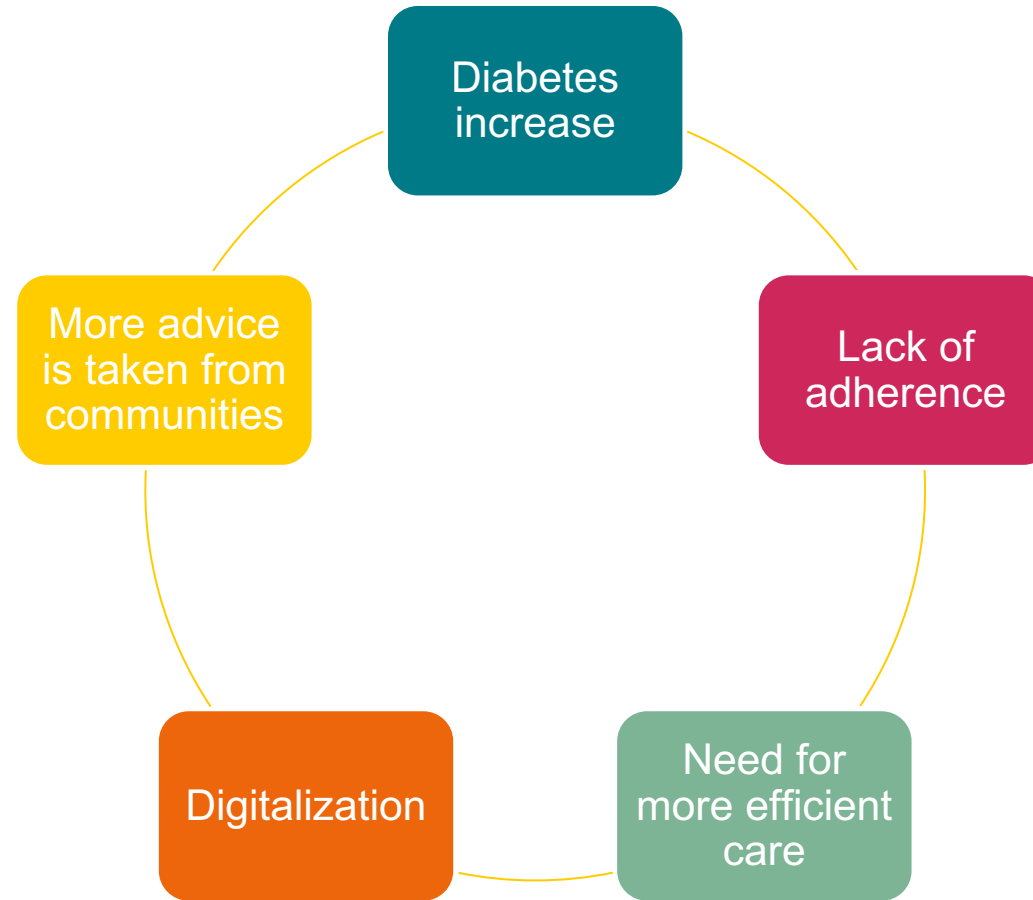 Diabetes
increase
Lack of
adherence
Need for
more efficient
care
Digitalization
More advice
is taken from
communities